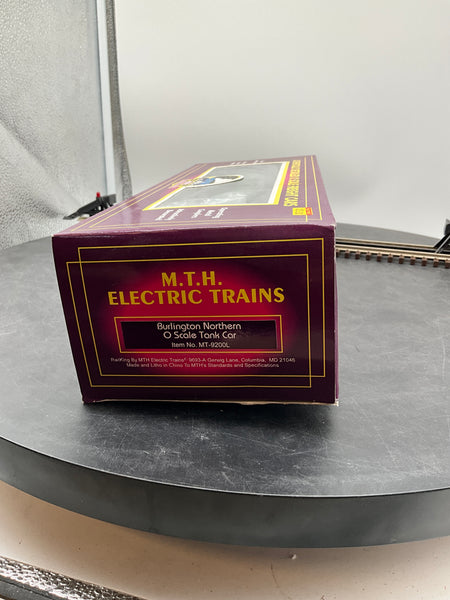 M.T.H.
ELECTRIC TRAINS
Burlington Northern
O Scale Tank Car
Item No. MT-9200L
RailKing By MTH Electric Trains® 9693-A Gerwig Lane, Columbia, MD 21046
Made and Litho in China To MTH's Standards and Specifications